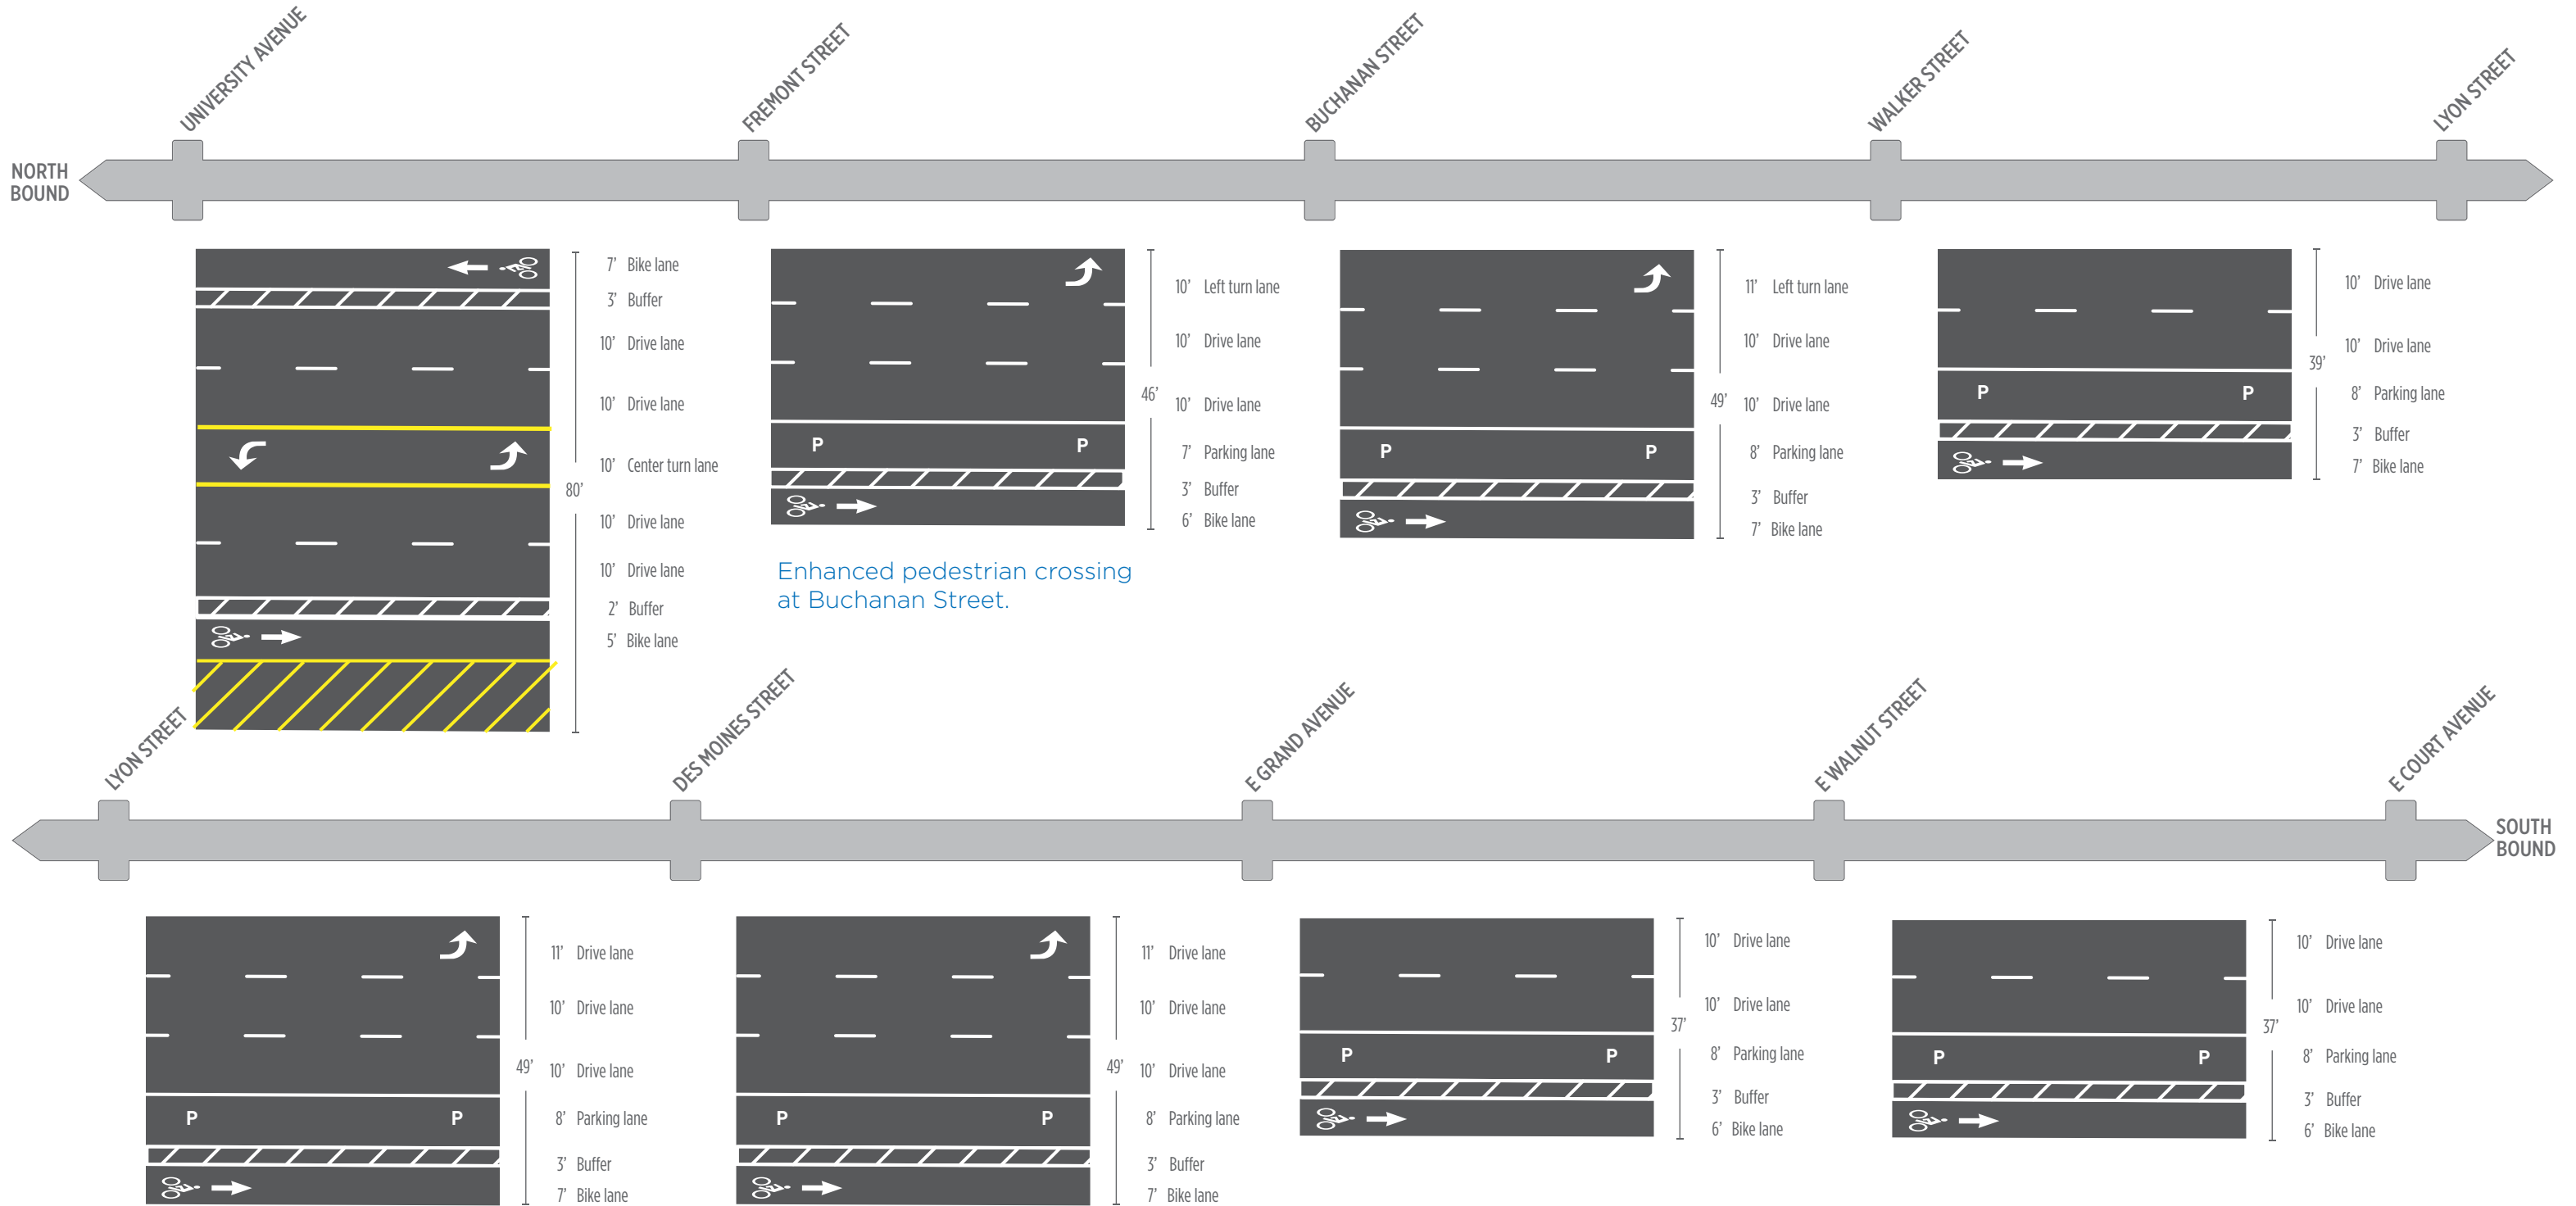 UNIVERSITY AVENUE
FREMONT STREET
BUCHANAN STREET
WALKER STREET
LYON STREET
NORTH
BOUND
7’ Bike lane
3’ Buffer
10’ Drive lane
10’ Drive lane
10’ Center turn lane
80’
10’ Drive lane
10’ Drive lane
2’ Buffer
5’ Bike lane
10’ Left turn lane
10’ Drive lane
46’
10’ Drive lane
P P
7’ Parking lane
3’ Buffer
6’ Bike lane
Enhanced pedestrian crossing
at Buchanan Street.
11’ Left turn lane
10’ Drive lane
49’
10’ Drive lane
P P
8’ Parking lane
3’ Buffer
7’ Bike lane
10’ Drive lane
10’ Drive lane
39’
P P
8’ Parking lane
3’ Buffer
7’ Bike lane
LYON STREET
DES MOINES STREET
E GRAND AVENUE
E WALNUT STREET
E COURT AVENUE
SOUTH
BOUND
11’ Drive lane
10’ Drive lane
49’
10’ Drive lane
P P
8’ Parking lane
3’ Buffer
7’ Bike lane
11’ Drive lane
10’ Drive lane
49’
10’ Drive lane
P P
8’ Parking lane
3’ Buffer
7’ Bike lane
10’ Drive lane
10’ Drive lane
37’
P P
8’ Parking lane
3’ Buffer
6’ Bike lane
10’ Drive lane
10’ Drive lane
37’
P P
8’ Parking lane
3’ Buffer
6’ Bike lane